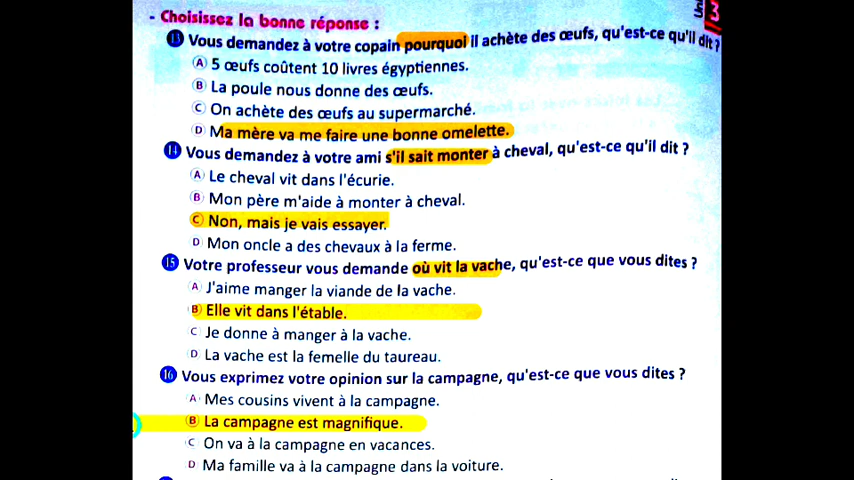 - Choisissez la bonne réponse :
13 Vous demandez à votre copain pourquoi il achète des œufs, qu'est-ce qu'il dit ?
A 5 œufs coûtent 10 livres égyptiennes.
B La poule nous donne des œufs.
C On achète des œufs au supermarché.
D Ma mère va me faire une bonne omelette.
14 Vous demandez à votre ami s'il sait monter à cheval, qu'est-ce qu'il dit ?
A Le cheval vit dans l'écurie.
B Mon père m'aide à monter à cheval.
C Non, mais je vais essayer.
D Mon oncle a des chevaux à la ferme.
15 Votre professeur vous demande où vit la vache, qu'est-ce que vous dites ?
A J'aime manger la viande de la vache.
B Elle vit dans l'étable.
C Je donne à manger à la vache.
D La vache est la femelle du taureau.
16 Vous exprimez votre opinion sur la campagne, qu'est-ce que vous dites ?
A Mes cousins vivent à la campagne.
B La campagne est magnifique.
C On va à la campagne en vacances.
D Ma famille va à la campagne dans la voiture.